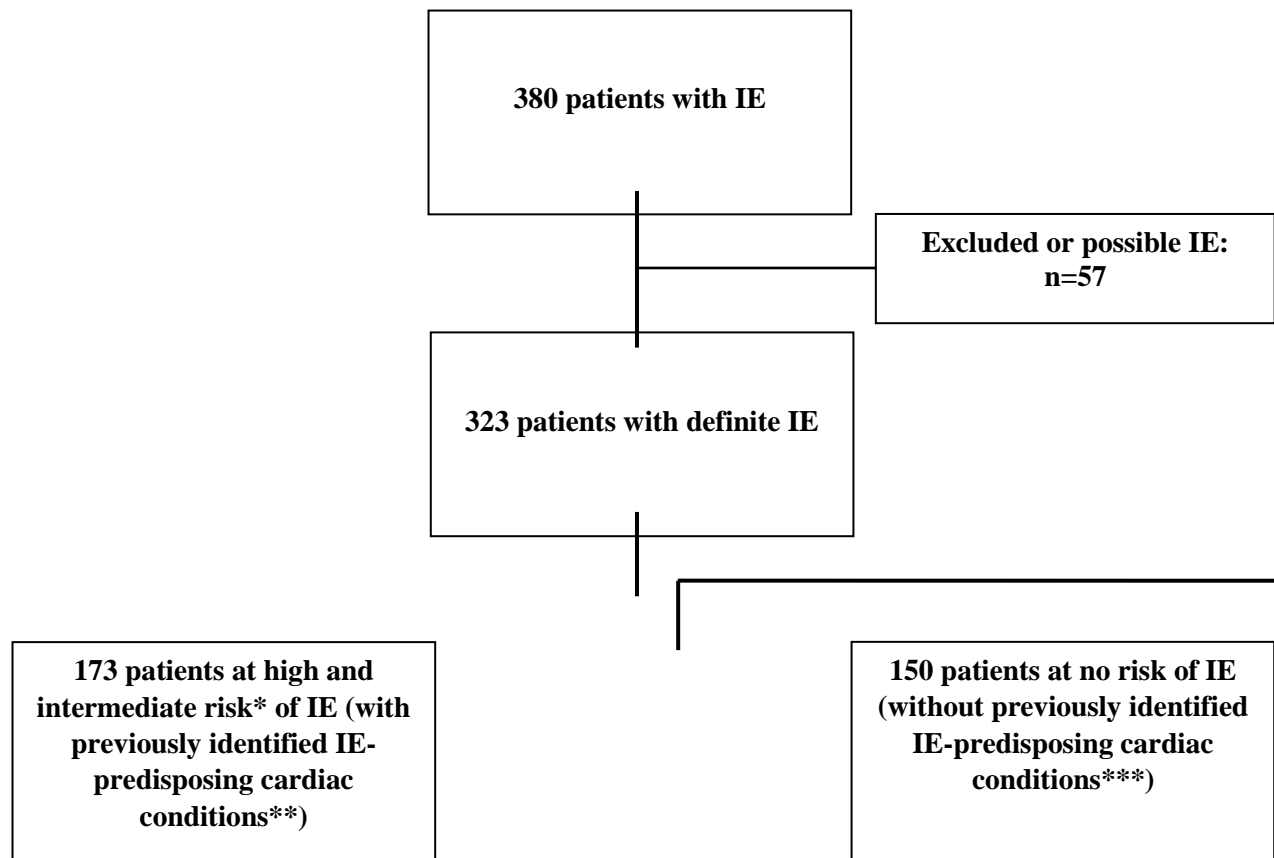 380 patients with IE
Excluded or possible IE:
n=57
323 patients with definite IE
173 patients at high and
intermediate risk* of IE (with
previously identified IE-
predisposing cardiac
conditions**)
150 patients at no risk of IE
(without previously identified
IE-predisposing cardiac
conditions***)